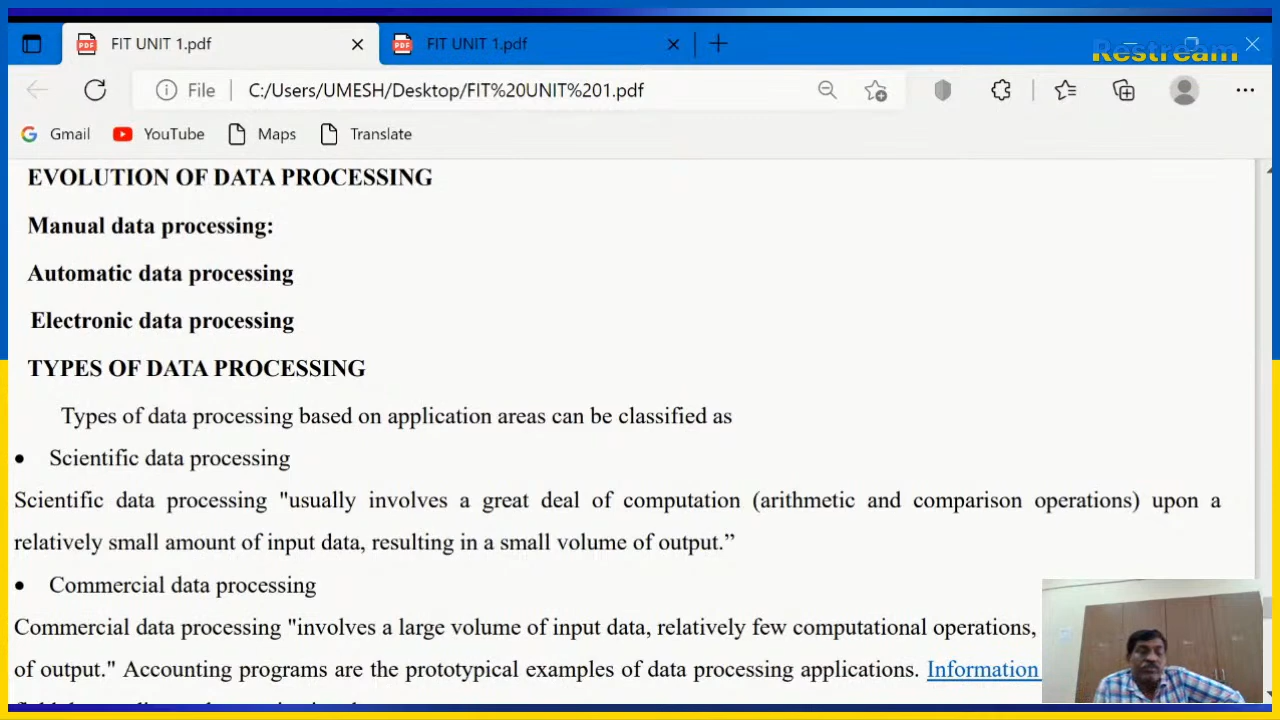 FIT UNIT 1.pdf
FIT UNIT 1.pdf
Restream
File
C:/Users/UMESH/Desktop/FIT%20UNIT%201.pdf
Gmail
YouTube
Maps
Translate
EVOLUTION OF DATA PROCESSING
Manual data processing:
Automatic data processing
Electronic data processing
TYPES OF DATA PROCESSING
Types of data processing based on application areas can be classified as
• Scientific data processing
Scientific data processing "usually involves a great deal of computation (arithmetic and comparison operations) upon a
relatively small amount of input data, resulting in a small volume of output.”
• Commercial data processing
Commercial data processing "involves a large volume of input data, relatively few computational operations,
of output." Accounting programs are the prototypical examples of data processing applications. Information